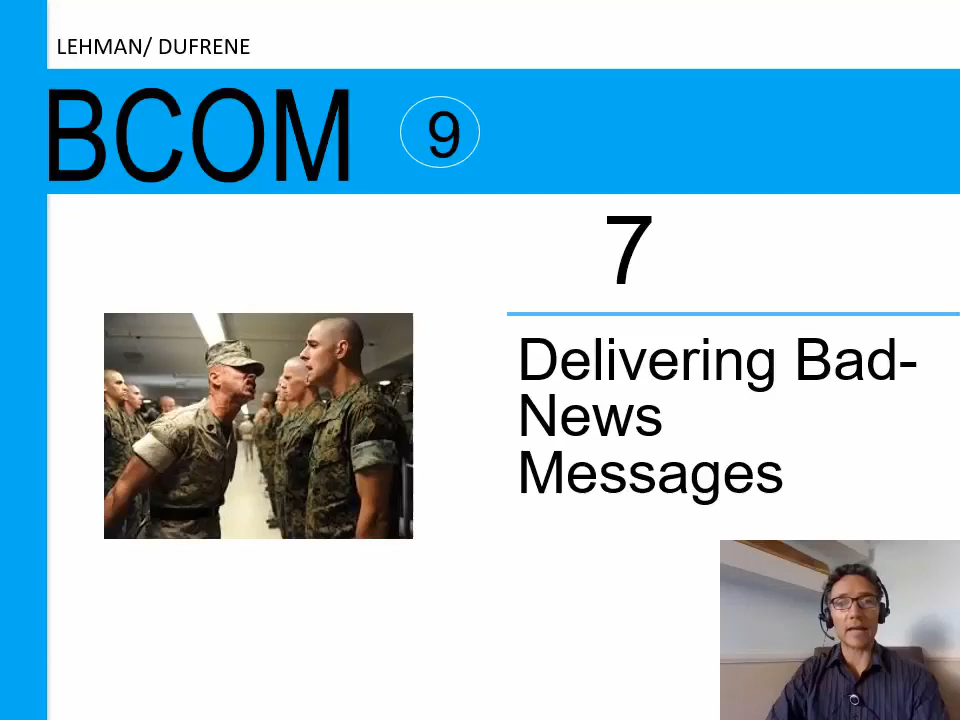 LEHMAN/ DUFRENE
BCOM
9
7
Delivering Bad-
News
Messages